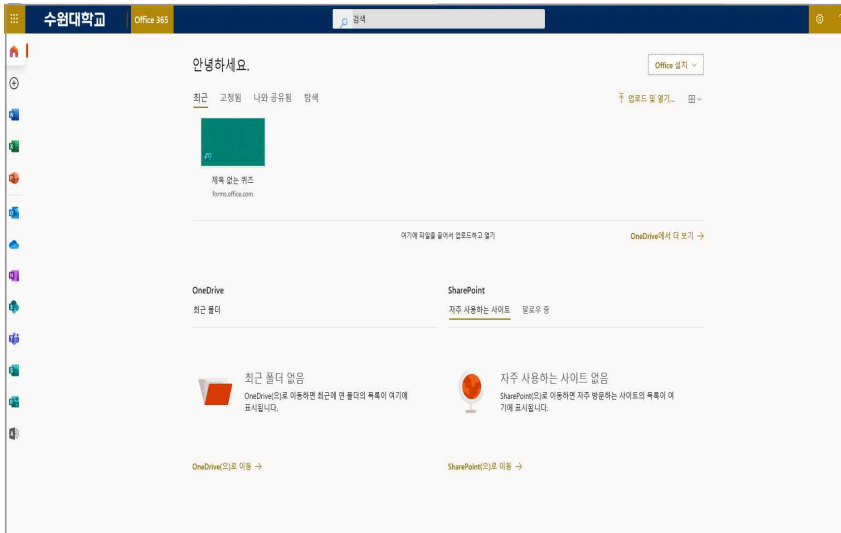 수원대학교
Office 365
검색
안녕하세요.
Office 설치
최근 고정됨 나와 공유됨 탐색
업로드 및 열기...
제목 없는 퀴즈
forms.office.com
여기에 파일을 끌어서 업로드하고 열기
OneDrive에서 더 보기 →
OneDrive
최근 폴더
SharePoint
자주 사용하는 사이트 팔로우 중
최근 폴더 없음
OneDrive(으)로 이동하면 최근에 연 폴더의 목록이 여기에
표시됩니다.
OneDrive(으)로 이동 →
자주 사용하는 사이트 없음
SharePoint(으)로 이동하면 자주 방문하는 사이트의 목록이 여
기에 표시됩니다.
SharePoint(으)로 이동 →